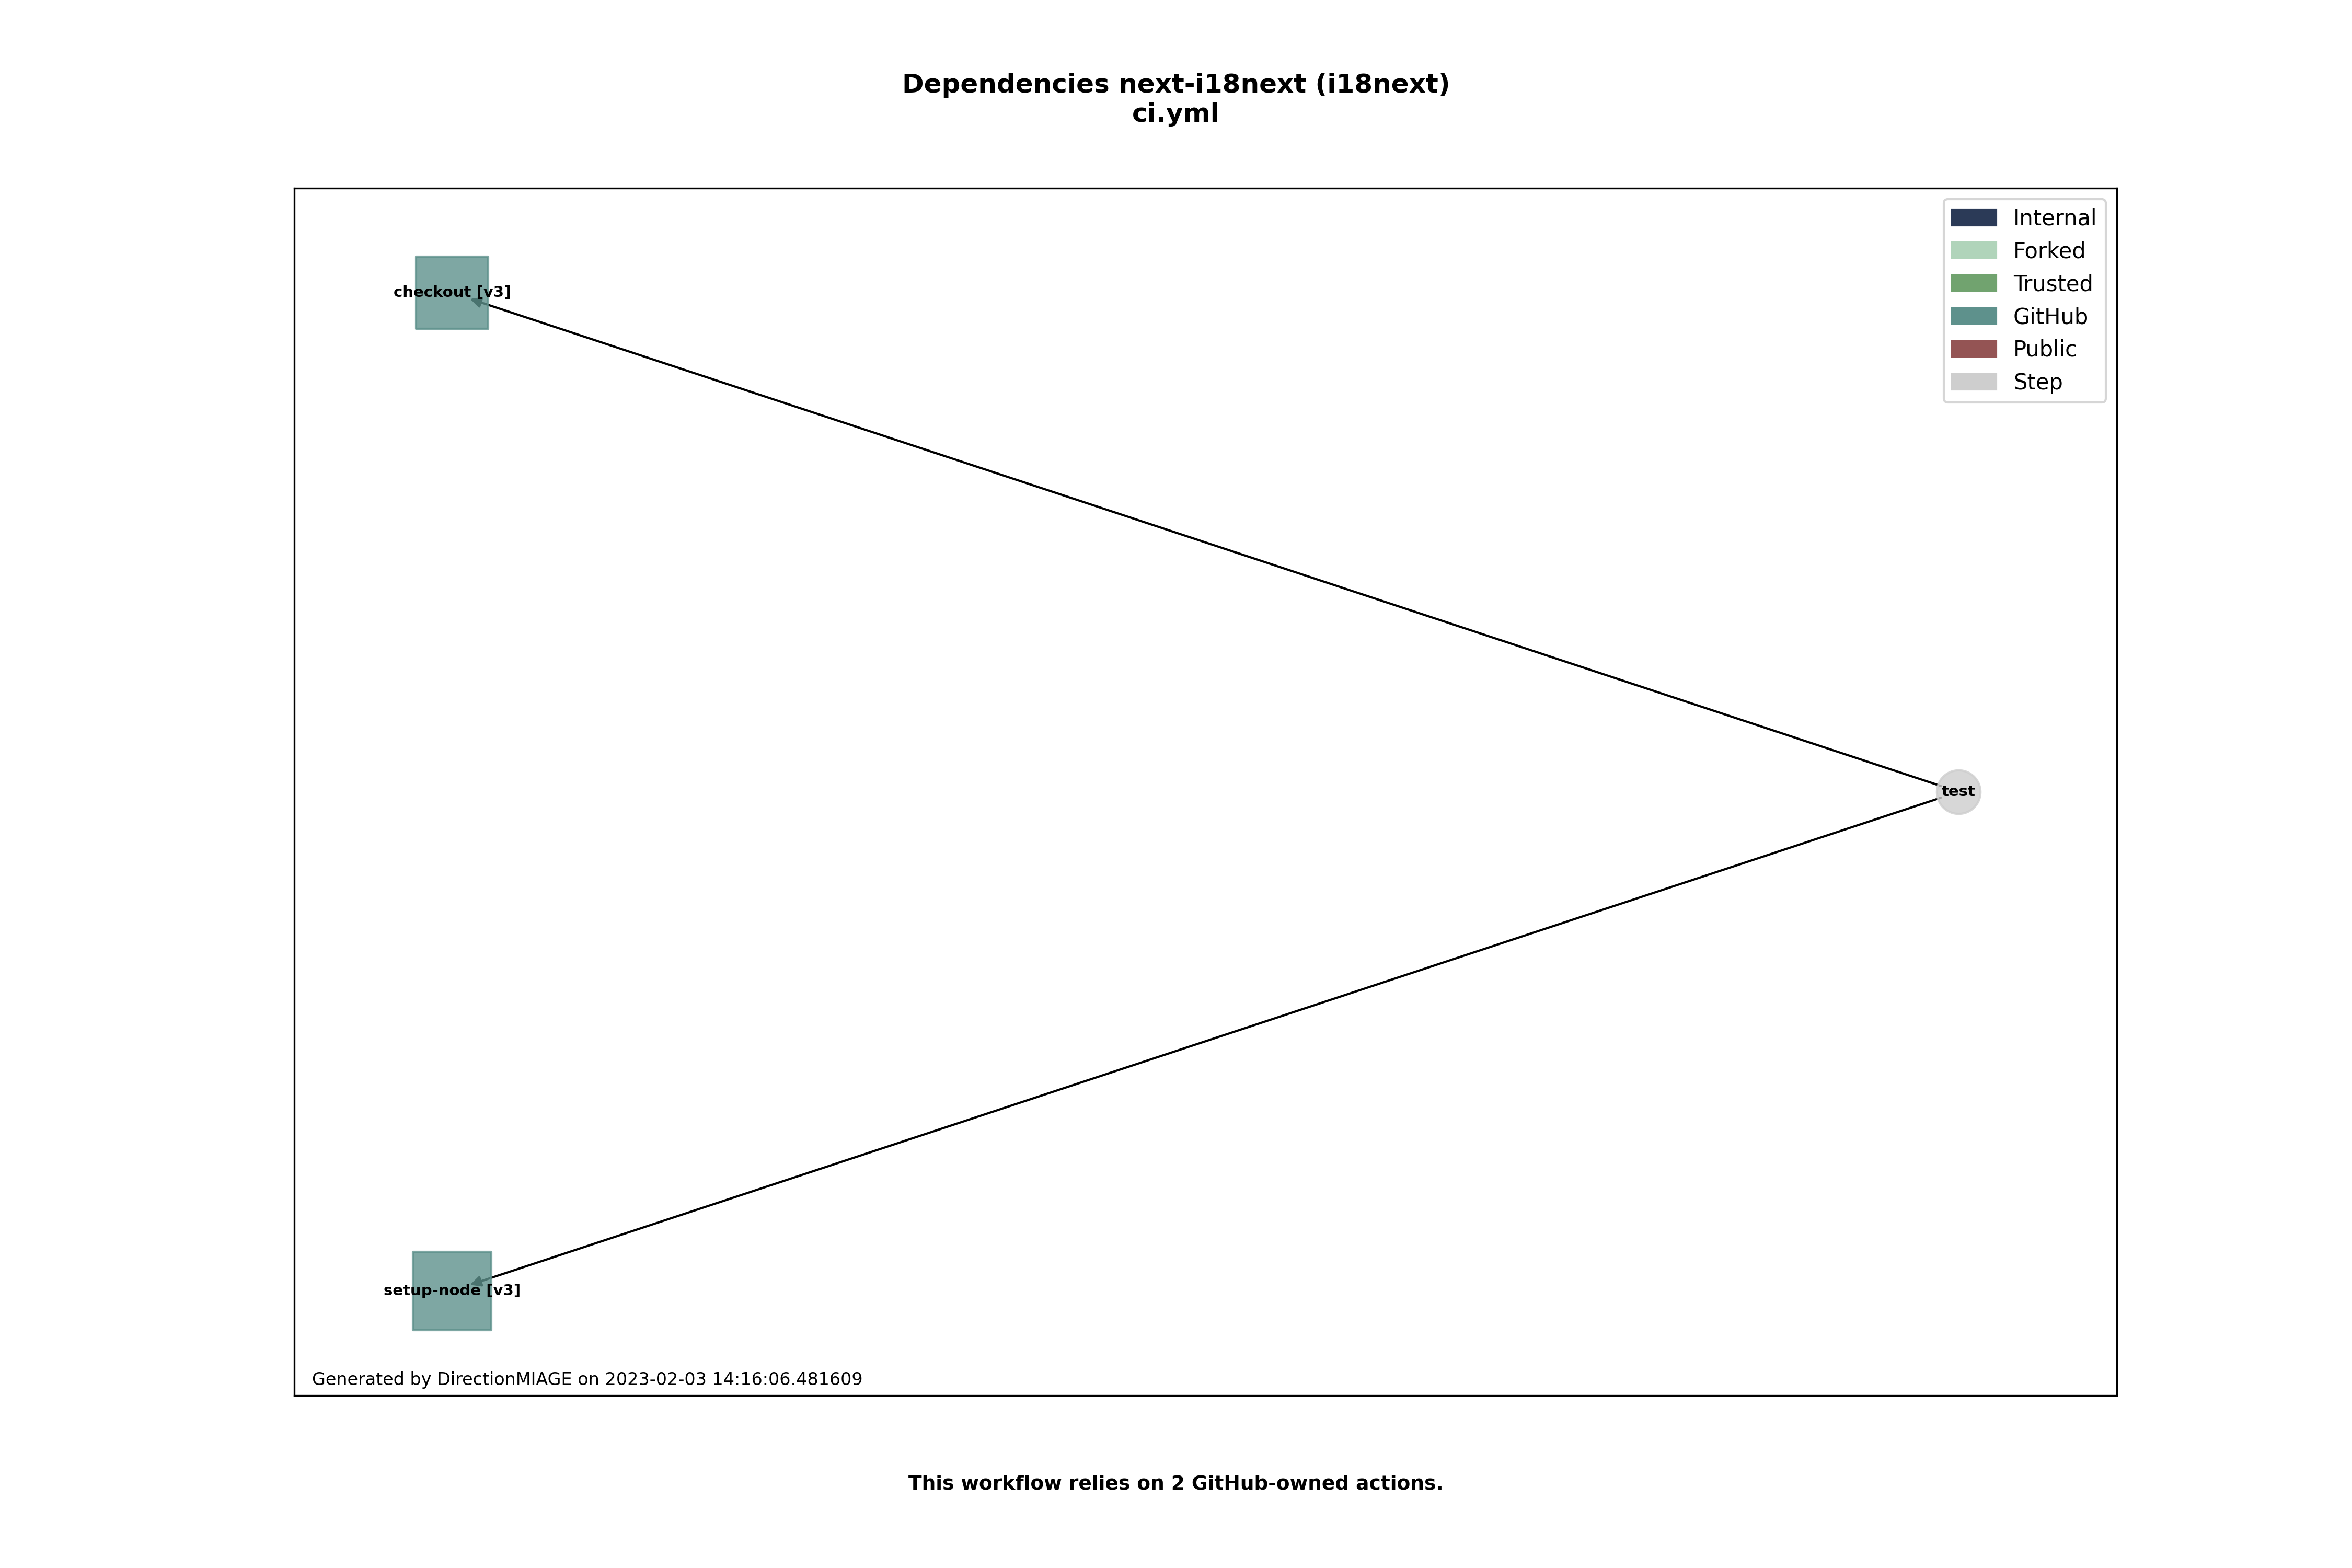 Dependencies next-i18next (i18next)
ci.yml
Internal
Forked
Trusted
GitHub
Public
Step
checkout [v3]
test
setup-node [v3]
Generated by DirectionMIAGE on 2023-02-03 14:16:06.481609
This workflow relies on 2 GitHub-owned actions.